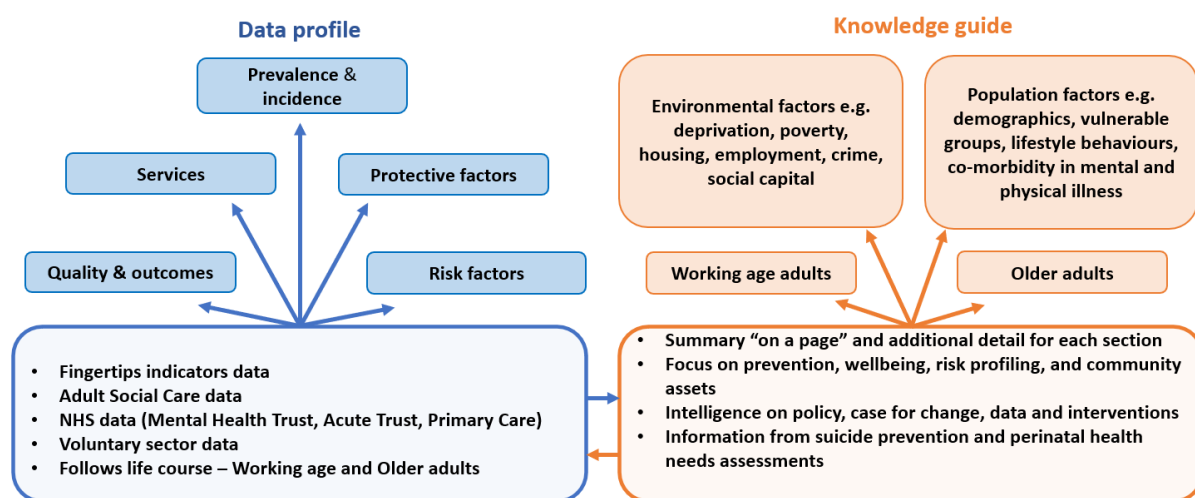 Data profile
Prevalence &
incidence
Services
Protective factors
Quality & outcomes
Risk factors
• Fingertips indicators data
• Adult Social Care data
• NHS data (Mental Health Trust, Acute Trust, Primary Care)
• Voluntary sector data
• Follows life course – Working age and Older adults
Knowledge guide
Environmental factors e.g.
deprivation, poverty,
housing, employment, crime,
social capital
Population factors e.g.
demographics, vulnerable
groups, lifestyle behaviours,
co-morbidity in mental and
physical illness
Working age adults
Older adults
• Summary “on a page” and additional detail for each section
• Focus on prevention, wellbeing, risk profiling, and community
assets
• Intelligence on policy, case for change, data and interventions
• Information from suicide prevention and perinatal health
needs assessments